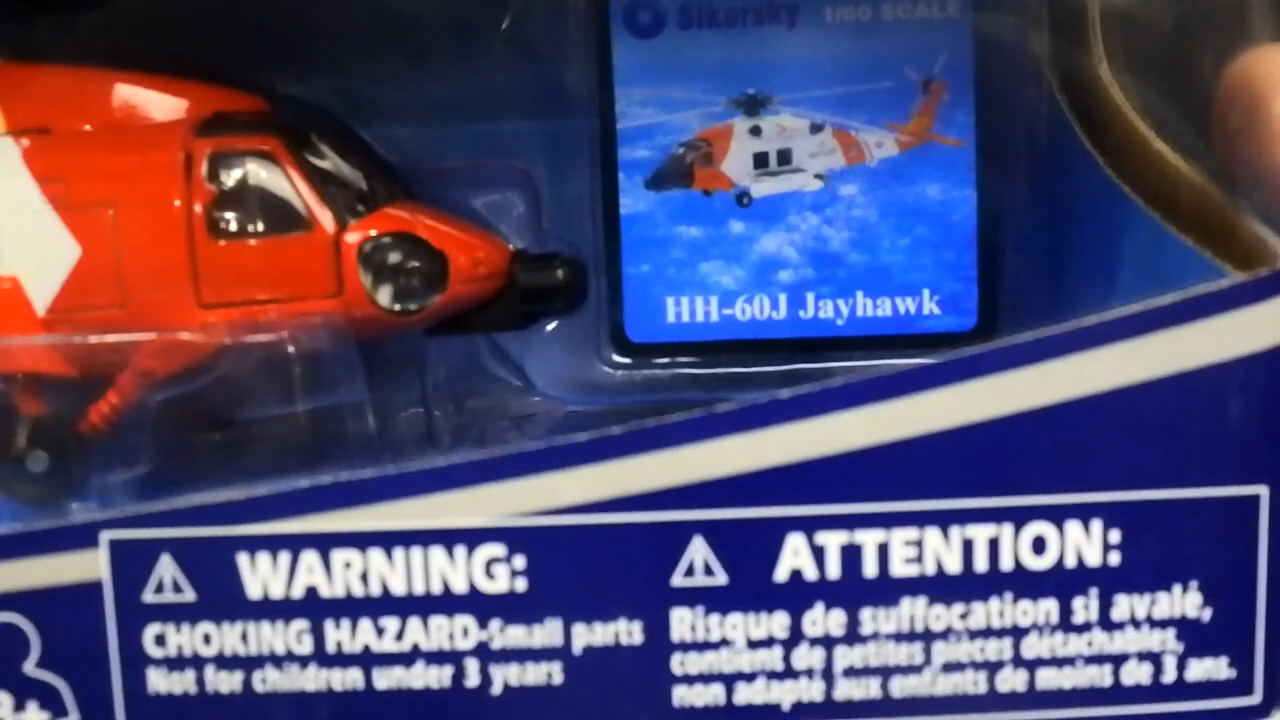 Sikorsky 1/60 SCALE
HH-60J Jayhawk
WARNING:
CHOKING HAZARD-Small parts
Not for children under 3 years
ATTENTION:
Risque de suffocation si avalé,
contient de petites pièces détachables,
non adapté aux enfants de moins de 3 ans.
3+